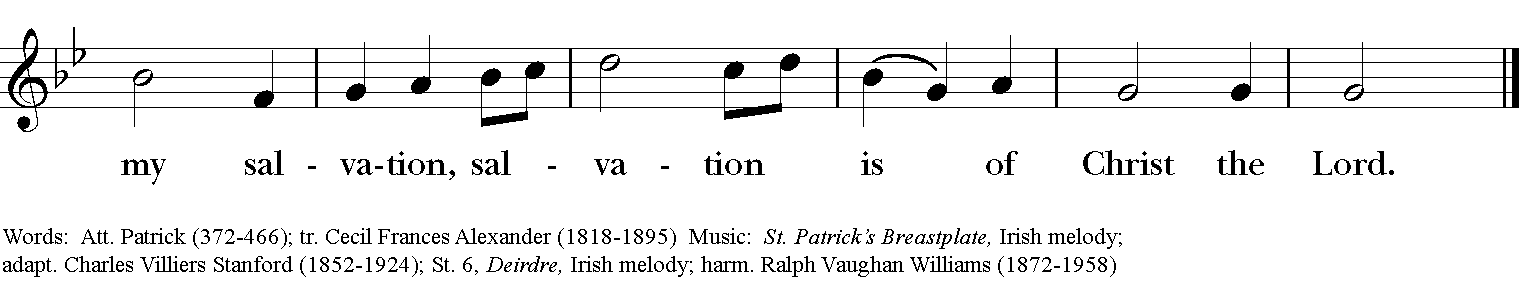 my sal - va-tion, sal - va - tion is of Christ the Lord.
Words: Att. Patrick (372-466); tr. Cecil Frances Alexander (1818-1895) Music: St. Patrick's Breastplate, Irish melody;
adapt. Charles Villiers Stanford (1852-1924); St. 6, Deirdre, Irish melody; harm. Ralph Vaughan Williams (1872-1958)